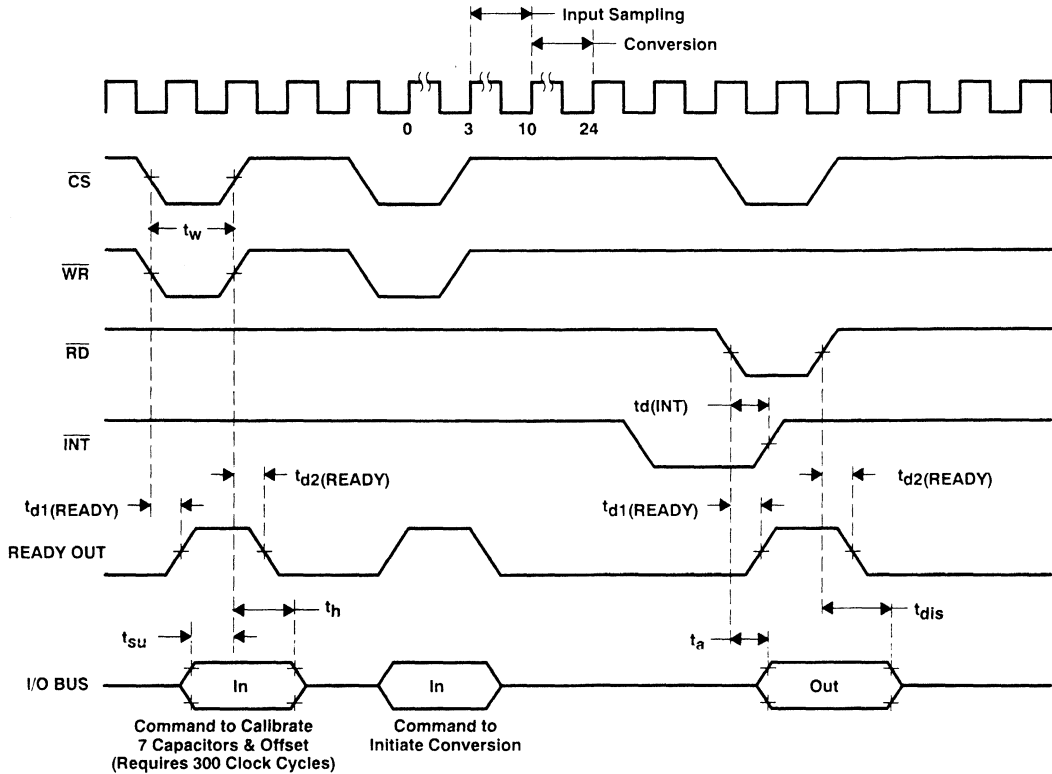 Input Sampling
Conversion
0 3 10 24
CS
tw
WR
RD
td(INT)
INT
td2(READY) td2(READY)
td1(READY) td1(READY)
READY OUT
th tdis
tsu ta
I/O BUS In In Out
Command to Calibrate
7 Capacitors & Offset
(Requires 300 Clock Cycles)
Command to
Initiate Conversion